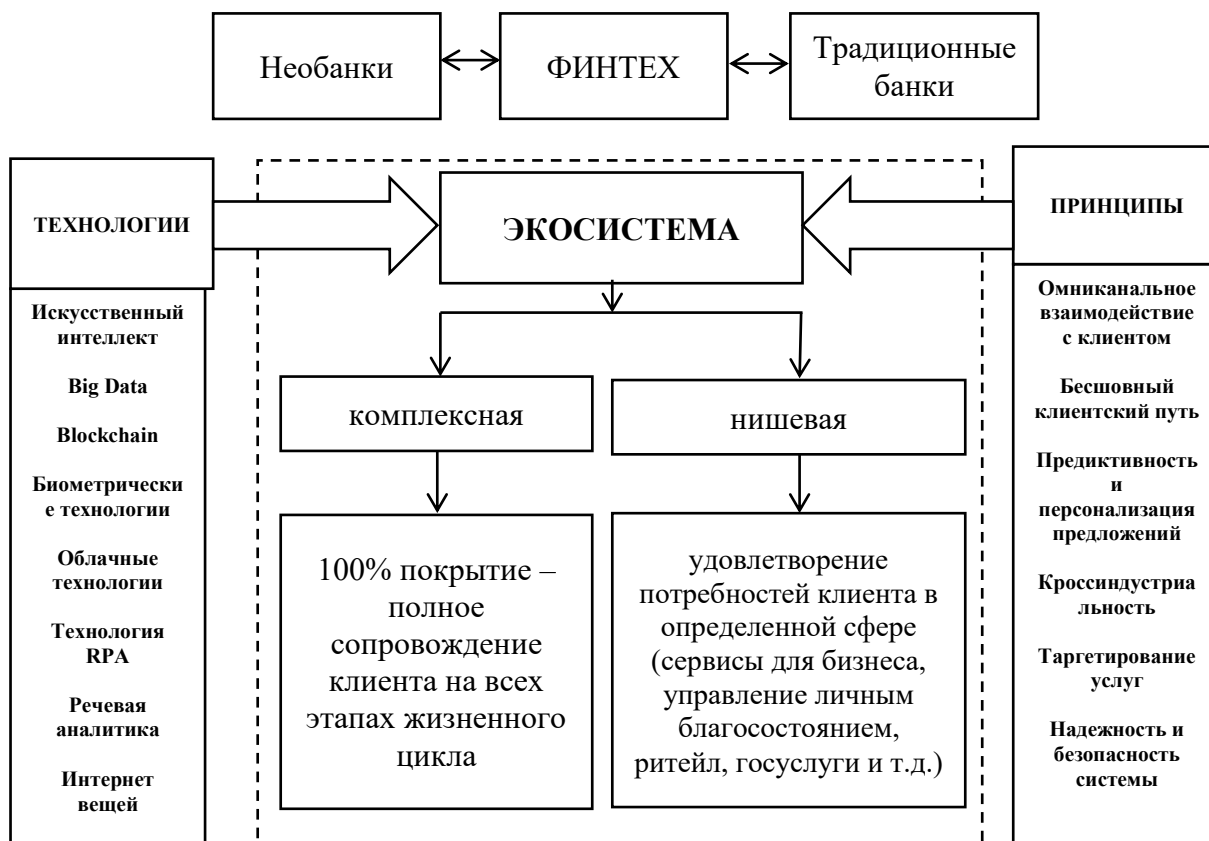 Необанки
ФИНТЕХ
Традиционные
банки
ТЕХНОЛОГИИ
ЭКОСИСТЕМА
ПРИНЦИПЫ
Искусственный
интеллект
Big Data
Blockchain
Биометрически
е технологии
Облачные
технологии
Технология
RPA
Речевая
аналитика
Интернет
вещей
комплексная
нишевая
100% покрытие –
полное
сопровождение
клиента на всех
этапах жизненного
цикла
удовлетворение
потребностей клиента в
определенной сфере
(сервисы для бизнеса,
управление личным
благосостоянием,
ритейл, госуслуги и т.д.)
Омниканальное
взаимодействие
с клиентом
Бесшовный
клиентский путь
Предиктивность
и
персонализация
предложений
Кроссиндустриа
льность
Таргетирование
услуг
Надежность и
безопасность
системы